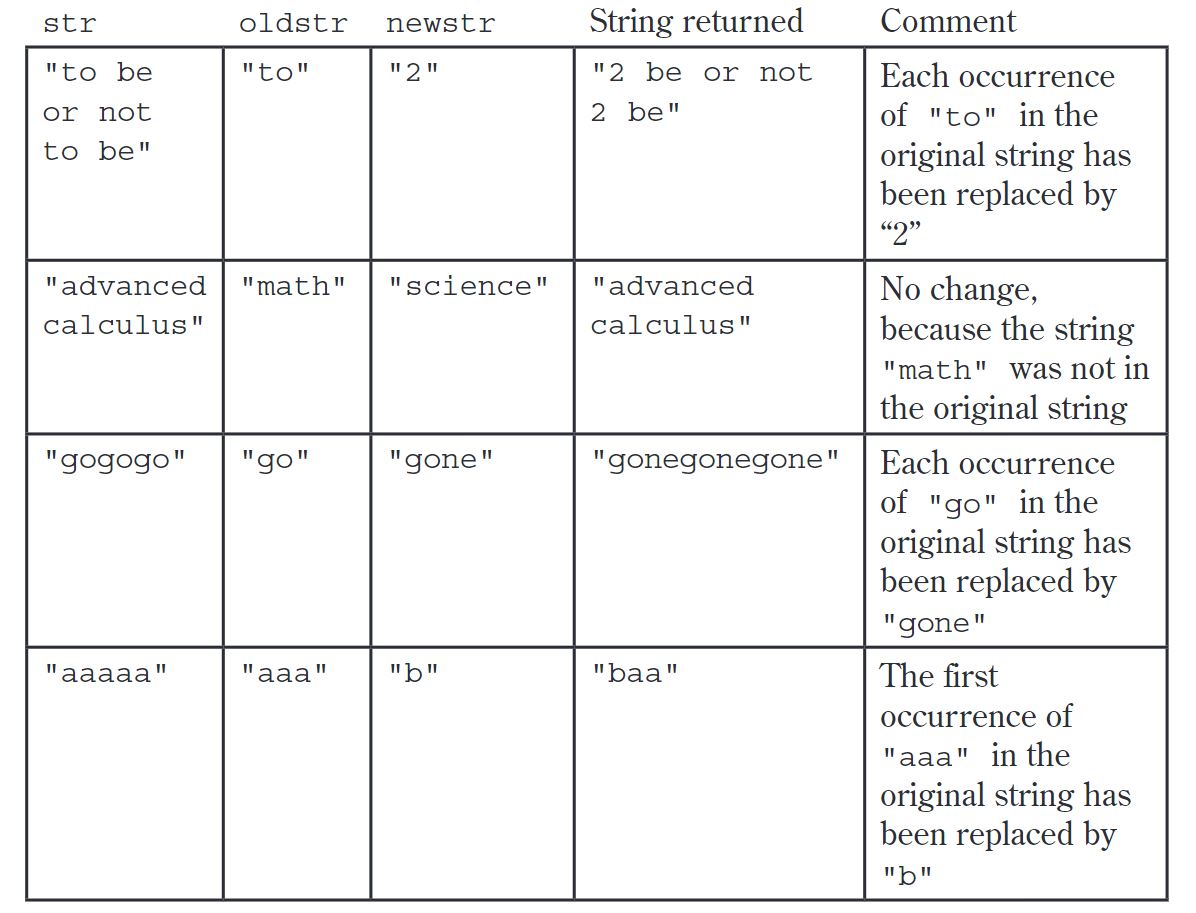 str oldstr newstr String returned Comment
"to be
or not
to be"
"to"
"2"
"2 be or not
2 be"
Each occurrence
of "to" in the
original string has
been replaced by
“2”
"advanced
calculus"
"math"
"science"
"advanced
calculus"
No change,
because the string
"math" was not in
the original string
"gogogo"
"go"
"gone"
"gonegonegone"
Each occurrence
of "go" in the
original string has
been replaced by
"gone"
"aaaaa"
"aaa"
"b"
"baa"
The first
occurrence of
"aaa" in the
original string has
been replaced by
"b"